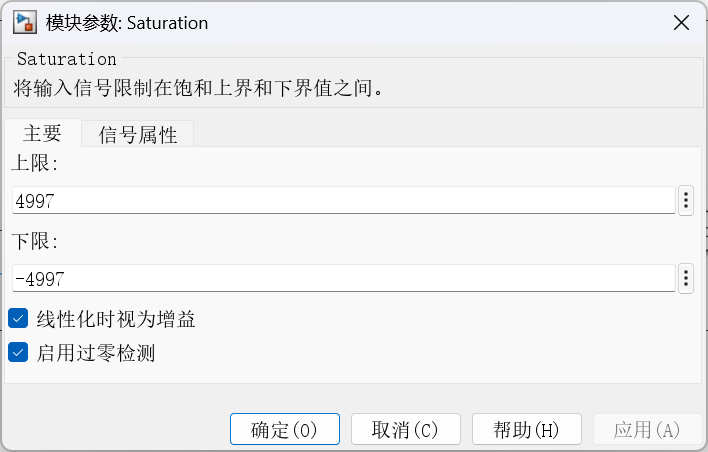 模块参数: Saturation
Saturation
将输入信号限制在饱和上界和下界值之间。
主要 信号属性
上限:
4997
下限:
-4997
线性化时视为增益
启用过零检测
确定(O) 取消(C) 帮助(H) 应用(A)